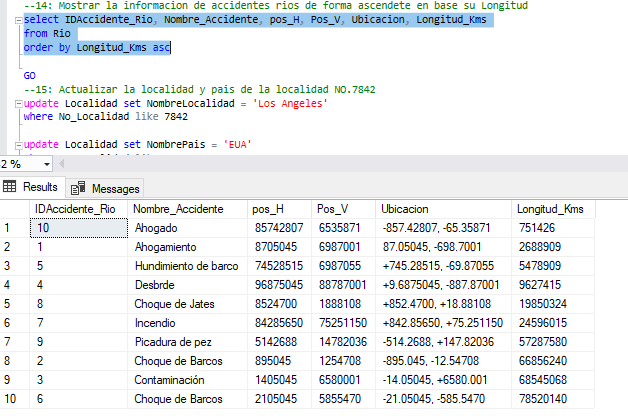 --14: Mostrar la informacion de accidentes rios de forma ascendete en base su Longitud
select IDAccidente_Rio, Nombre_Accidente, pos_H, Pos_V, Ubicacion, Longitud_Kms
from Rio
order by Longitud_Kms asc
GO
--15: Actualizar la localidad y pais de la localidad NO.7842
update Localidad set NombreLocalidad = 'Los Angeles'
where No_Localidad like 7842
update Localidad set NombrePais = 'EUA'
2 %
Results Messages
IDAccidente_Rio Nombre_Accidente pos_H Pos_V Ubicacion Longitud_Kms
1 10 Ahogado 85742807 6535871 -857.42807, -65.35871 751426
2 1 Ahogamiento 8705045 6987001 87.05045, -698.7001 2688909
3 5 Hundimiento de barco 74528515 6987055 +745.28515, -69.87055 5478909
4 4 Desbrde 96875045 88787001 +9.6875045, -887.87001 9627415
5 8 Choque de Jates 8524700 1888108 +852.4700, +18.88108 19850324
6 7 Incendio 84285650 75251150 +842.85650, +75.251150 24596015
7 9 Picadura de pez 5142688 14782036 -514.2688, +147.82036 57287580
8 2 Choque de Barcos 895045 1254708 -895.045, -12.54708 66856240
9 3 Contaminación 1405045 6580001 -14.05045, +6580.001 68545068
10 6 Choque de Barcos 2105045 5855470 -21.05045, -585.5470 78520140